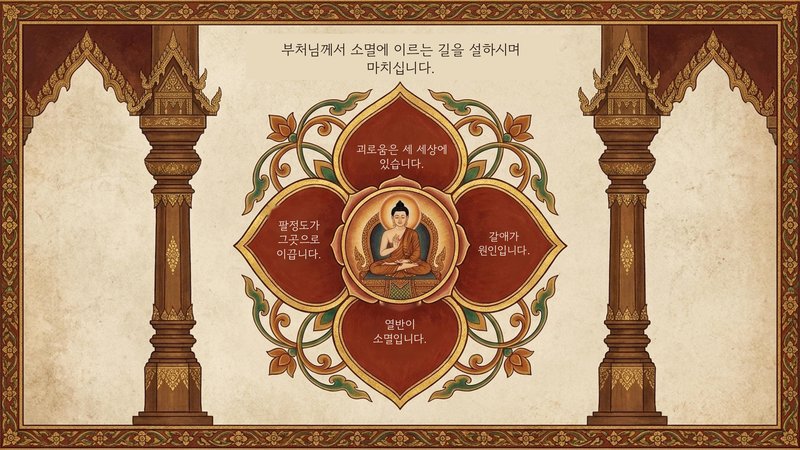 부처님께서 소멸에 이르는 길을 설하시며
마치십니다.
괴로움은 세 세상에
있습니다.
팔정도가
그곳으로
이끕니다.
갈애가
원인입니다.
열반이
소멸입니다.